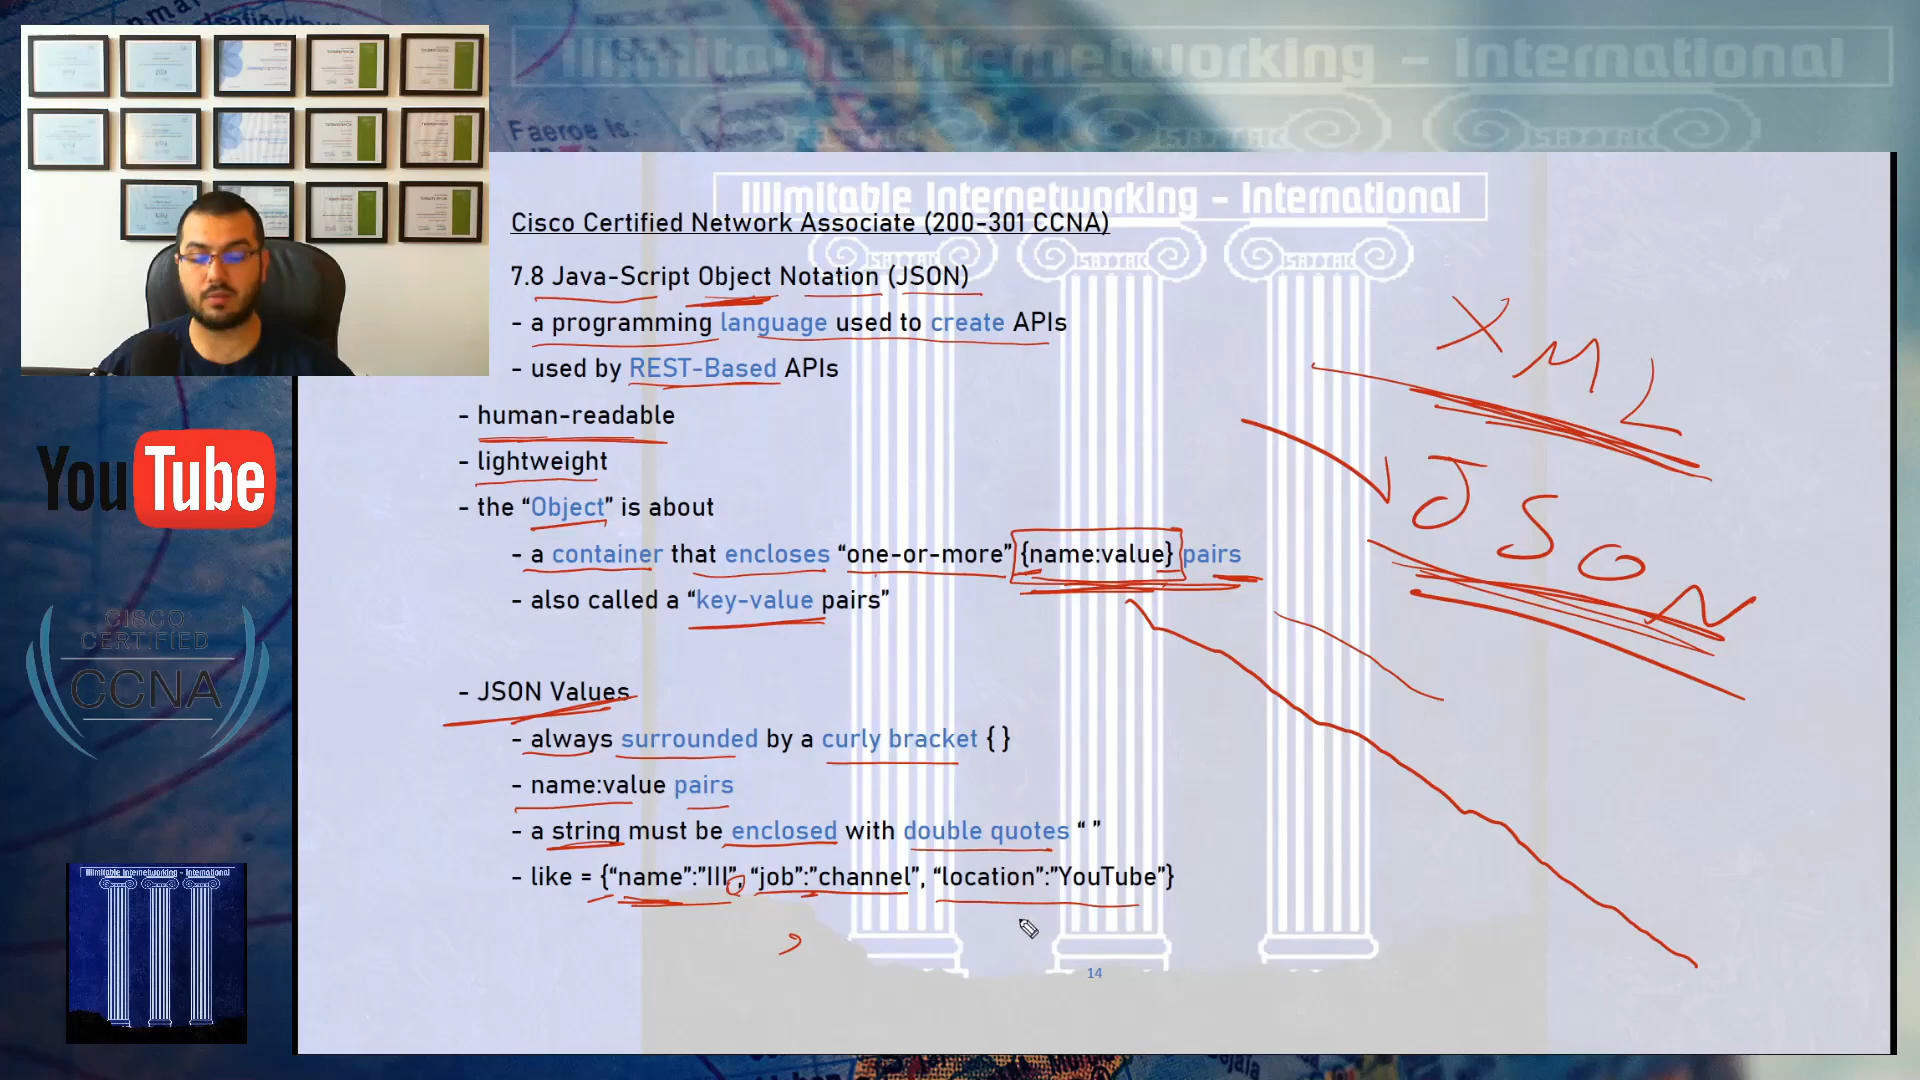 Illimitable Internetworking - International
Faeroe Is.
Illimitable Internetworking - International
Cisco Certified Network Associate (200-301 CCNA)
7.8 Java-Script Object Notation (JSON)
- a programming language used to create APIs
- used by REST-Based APIs
- human-readable
- lightweight
- the “Object” is about
- a container that encloses “one-or-more” {name:value} pairs
- also called a “key-value pairs”
- JSON Values
- always surrounded by a curly bracket { }
- name:value pairs
- a string must be enclosed with double quotes “ ”
- like = {“name”:”III”, “job”:”channel”, “location”:”YouTube”}
14
XML
JSON
,
YouTube
CISCO
CERTIFIED
CCNA
Illimitable Internetworking - International